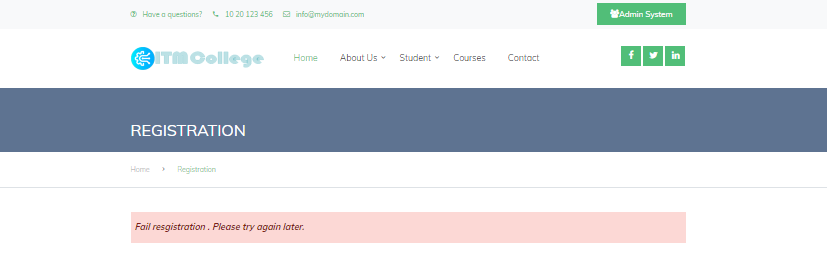 Have a questions? 10 20 123 456 info@mydomain.com Admin System
ITM College Home About Us Student Courses Contact
REGISTRATION
Home > Registration
Fail resgistration . Please try again later.